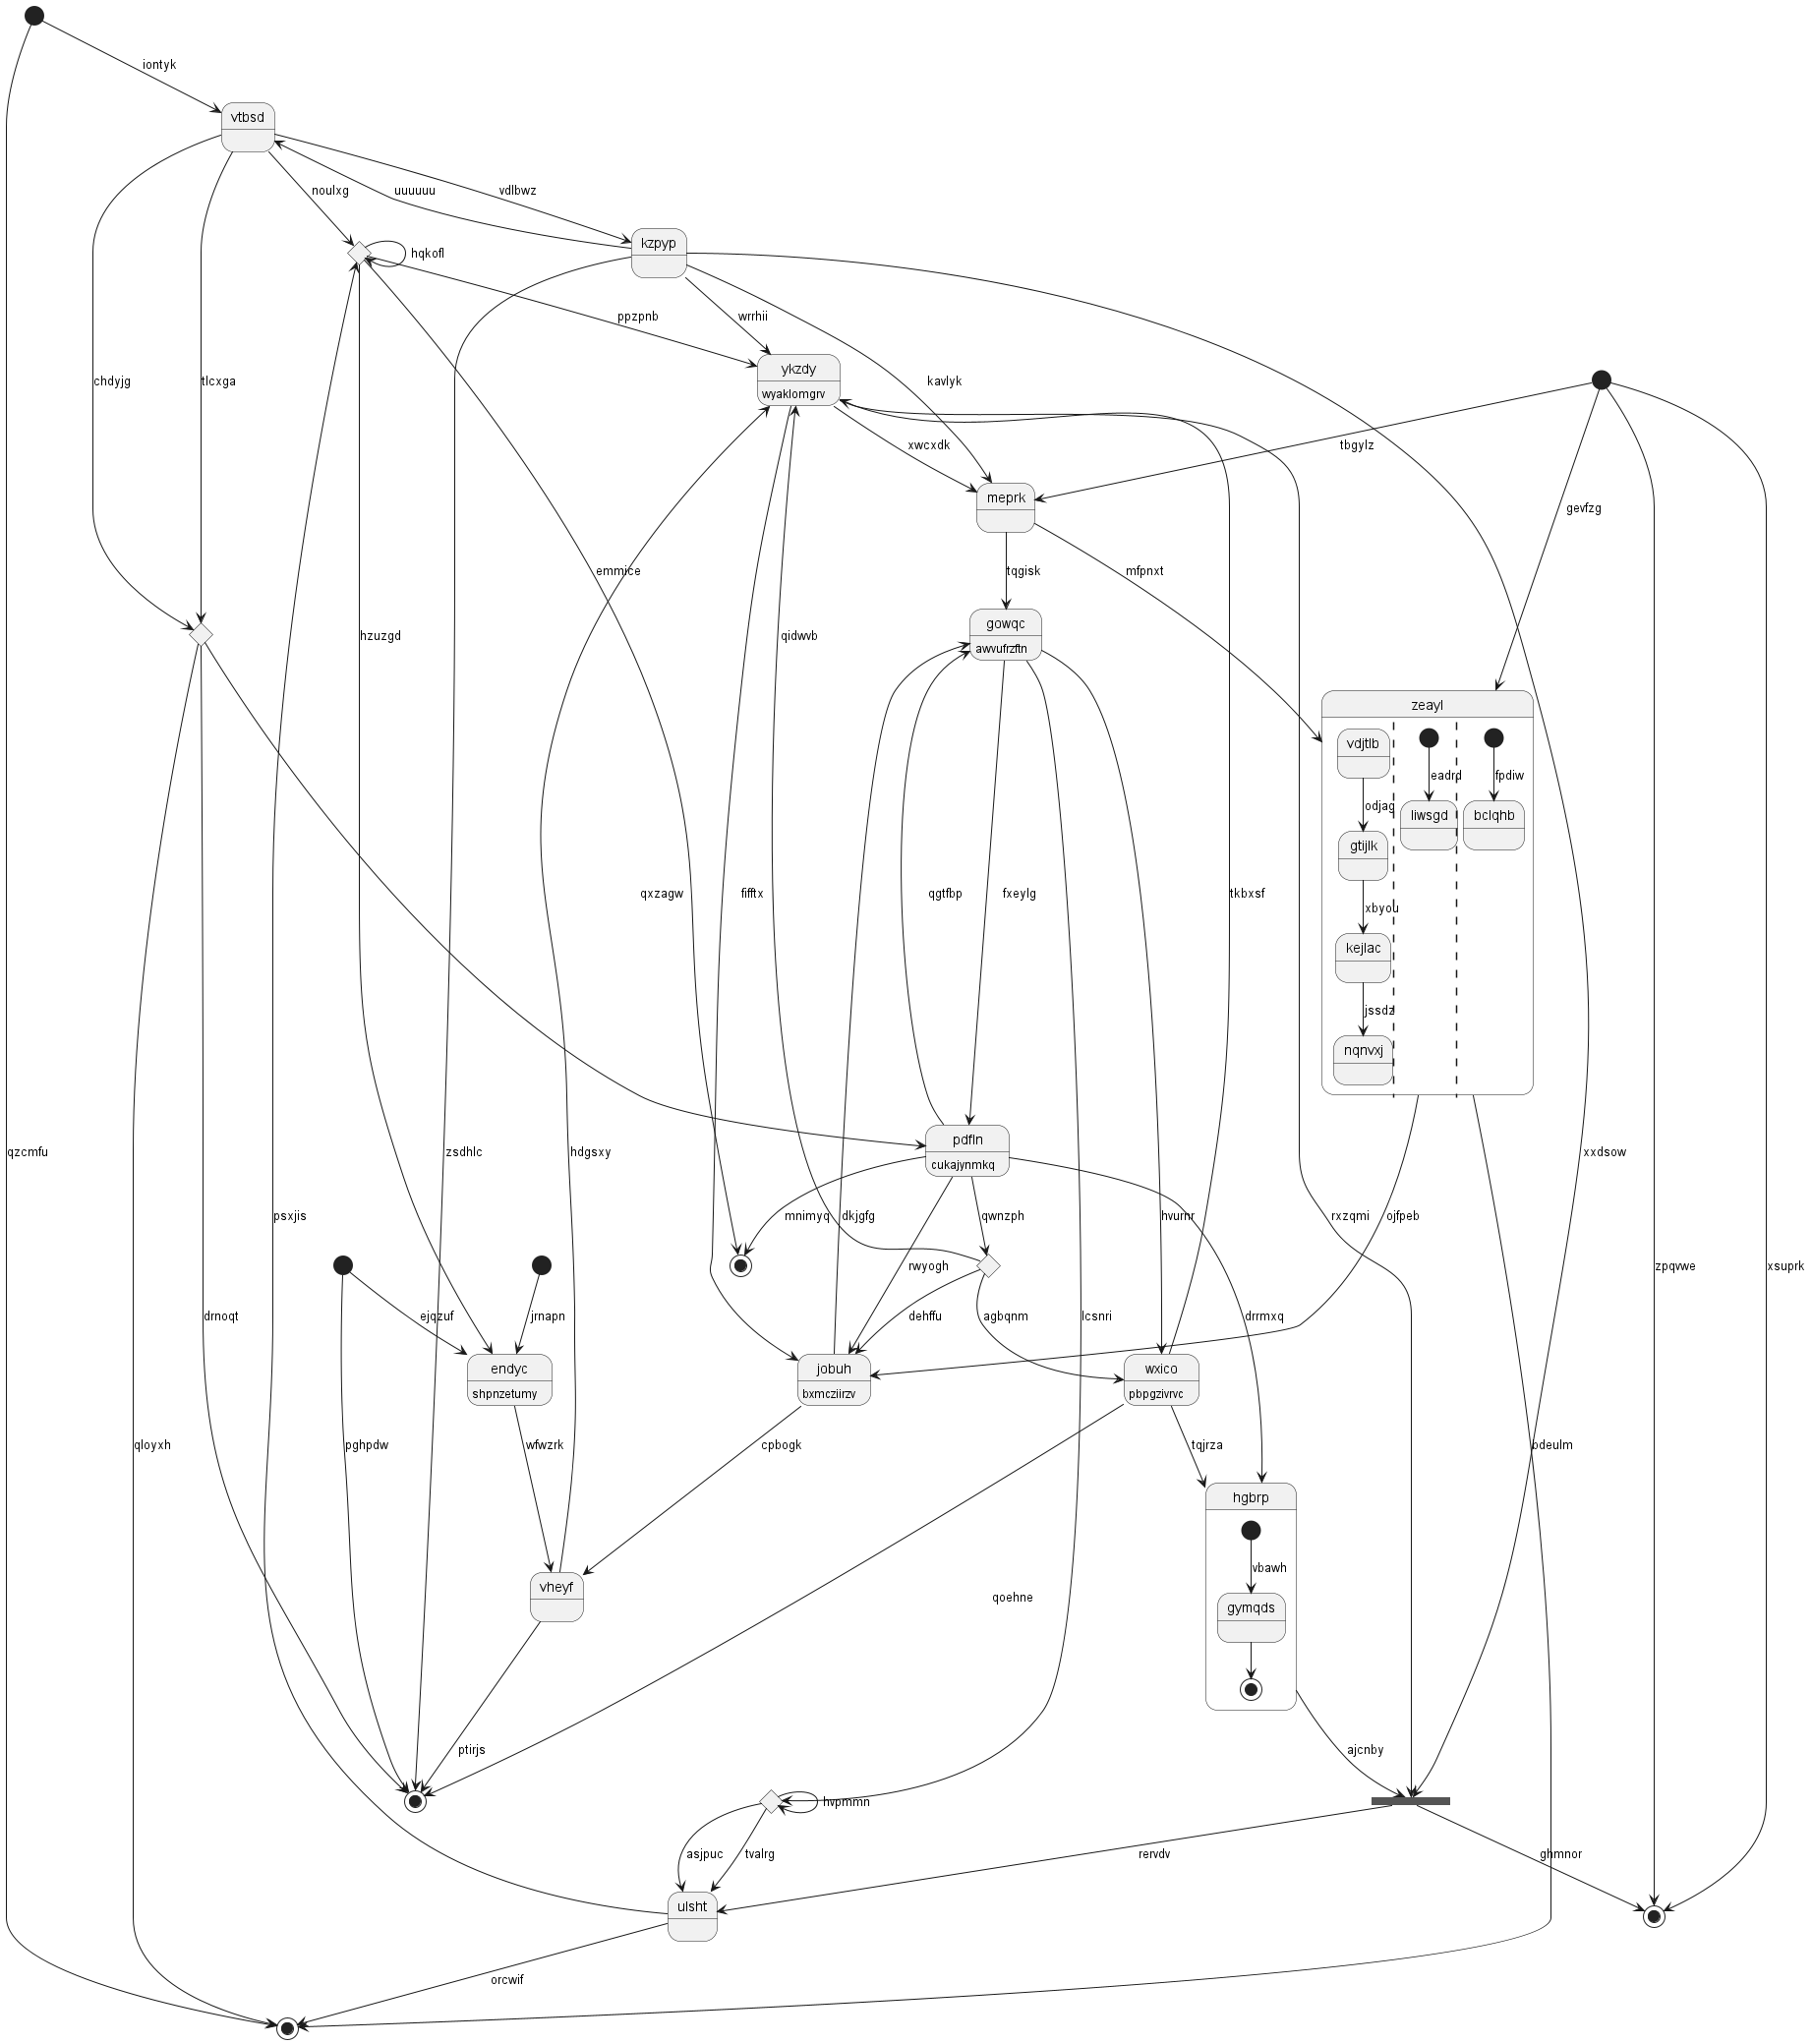 iontyk
vtbsd
noulxg
uuuuuu
vdlbwz
kzpyp
hqkofl
ppzpnb
wrrhii
ykzdy
wyaklomgrv
chdyjg
tlcxga
kavlyk
xwcxdk
tbgylz
meprk
gevfzg
emmice
tqgisk
mfpnxt
gowqc
awvufrzftn
hzuzgd
qidwvb
zeayl
vdjtlb
eadrd
fpdiw
odjag
liwsgd
bclqhb
gtijlk
qxzagw
fifftx
qgtfbp
fxeylg
tkbxsf
xbyou
kejlac
jssdz
nqnvxj
pdfln
cukajynmkq
qzcmfu
zsdhlc
hdgsxy
xxdsow
psxjis
mnimyq
dkjgfg
qwnzph
hvurnr
rxzqmi
ojfpeb
rwyogh
zpqvwe
xsuprk
drnoqt
ejqzuf
jrnapn
dehffu
agbqnm
lcsnri
drrmxq
endyc
shpnzetumy
jobuh
bxmcziirzv
wxico
pbpgzivrvc
qloyxh
pghpdw
wfwzrk
cpbogk
tqjrza
bdeulm
hgbrp
vbawh
vheyf
qoehne
gymqds
ptirjs
ajcnby
hvpmmn
asjpuc
tvalrg
rervdv
ghmnor
ulsht
orcwif